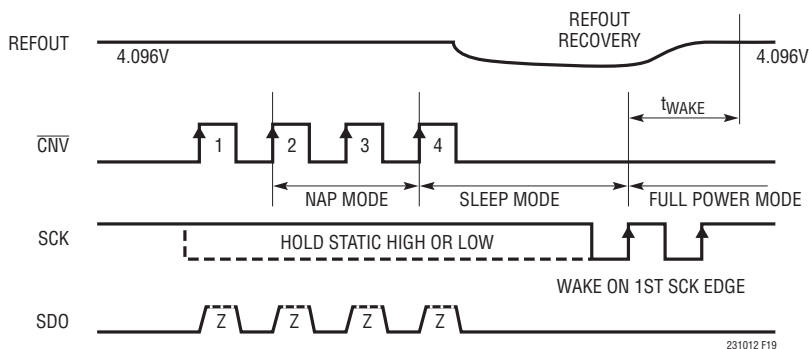 REFOUT
4.096V
REFOUT
RECOVERY
4.096V
tWAKE
CNV
1
2
3
4
NAP MODE
SLEEP MODE
FULL POWER MODE
SCK
HOLD STATIC HIGH OR LOW
WAKE ON 1ST SCK EDGE
SDO
Z
Z
Z
Z
231012 F19